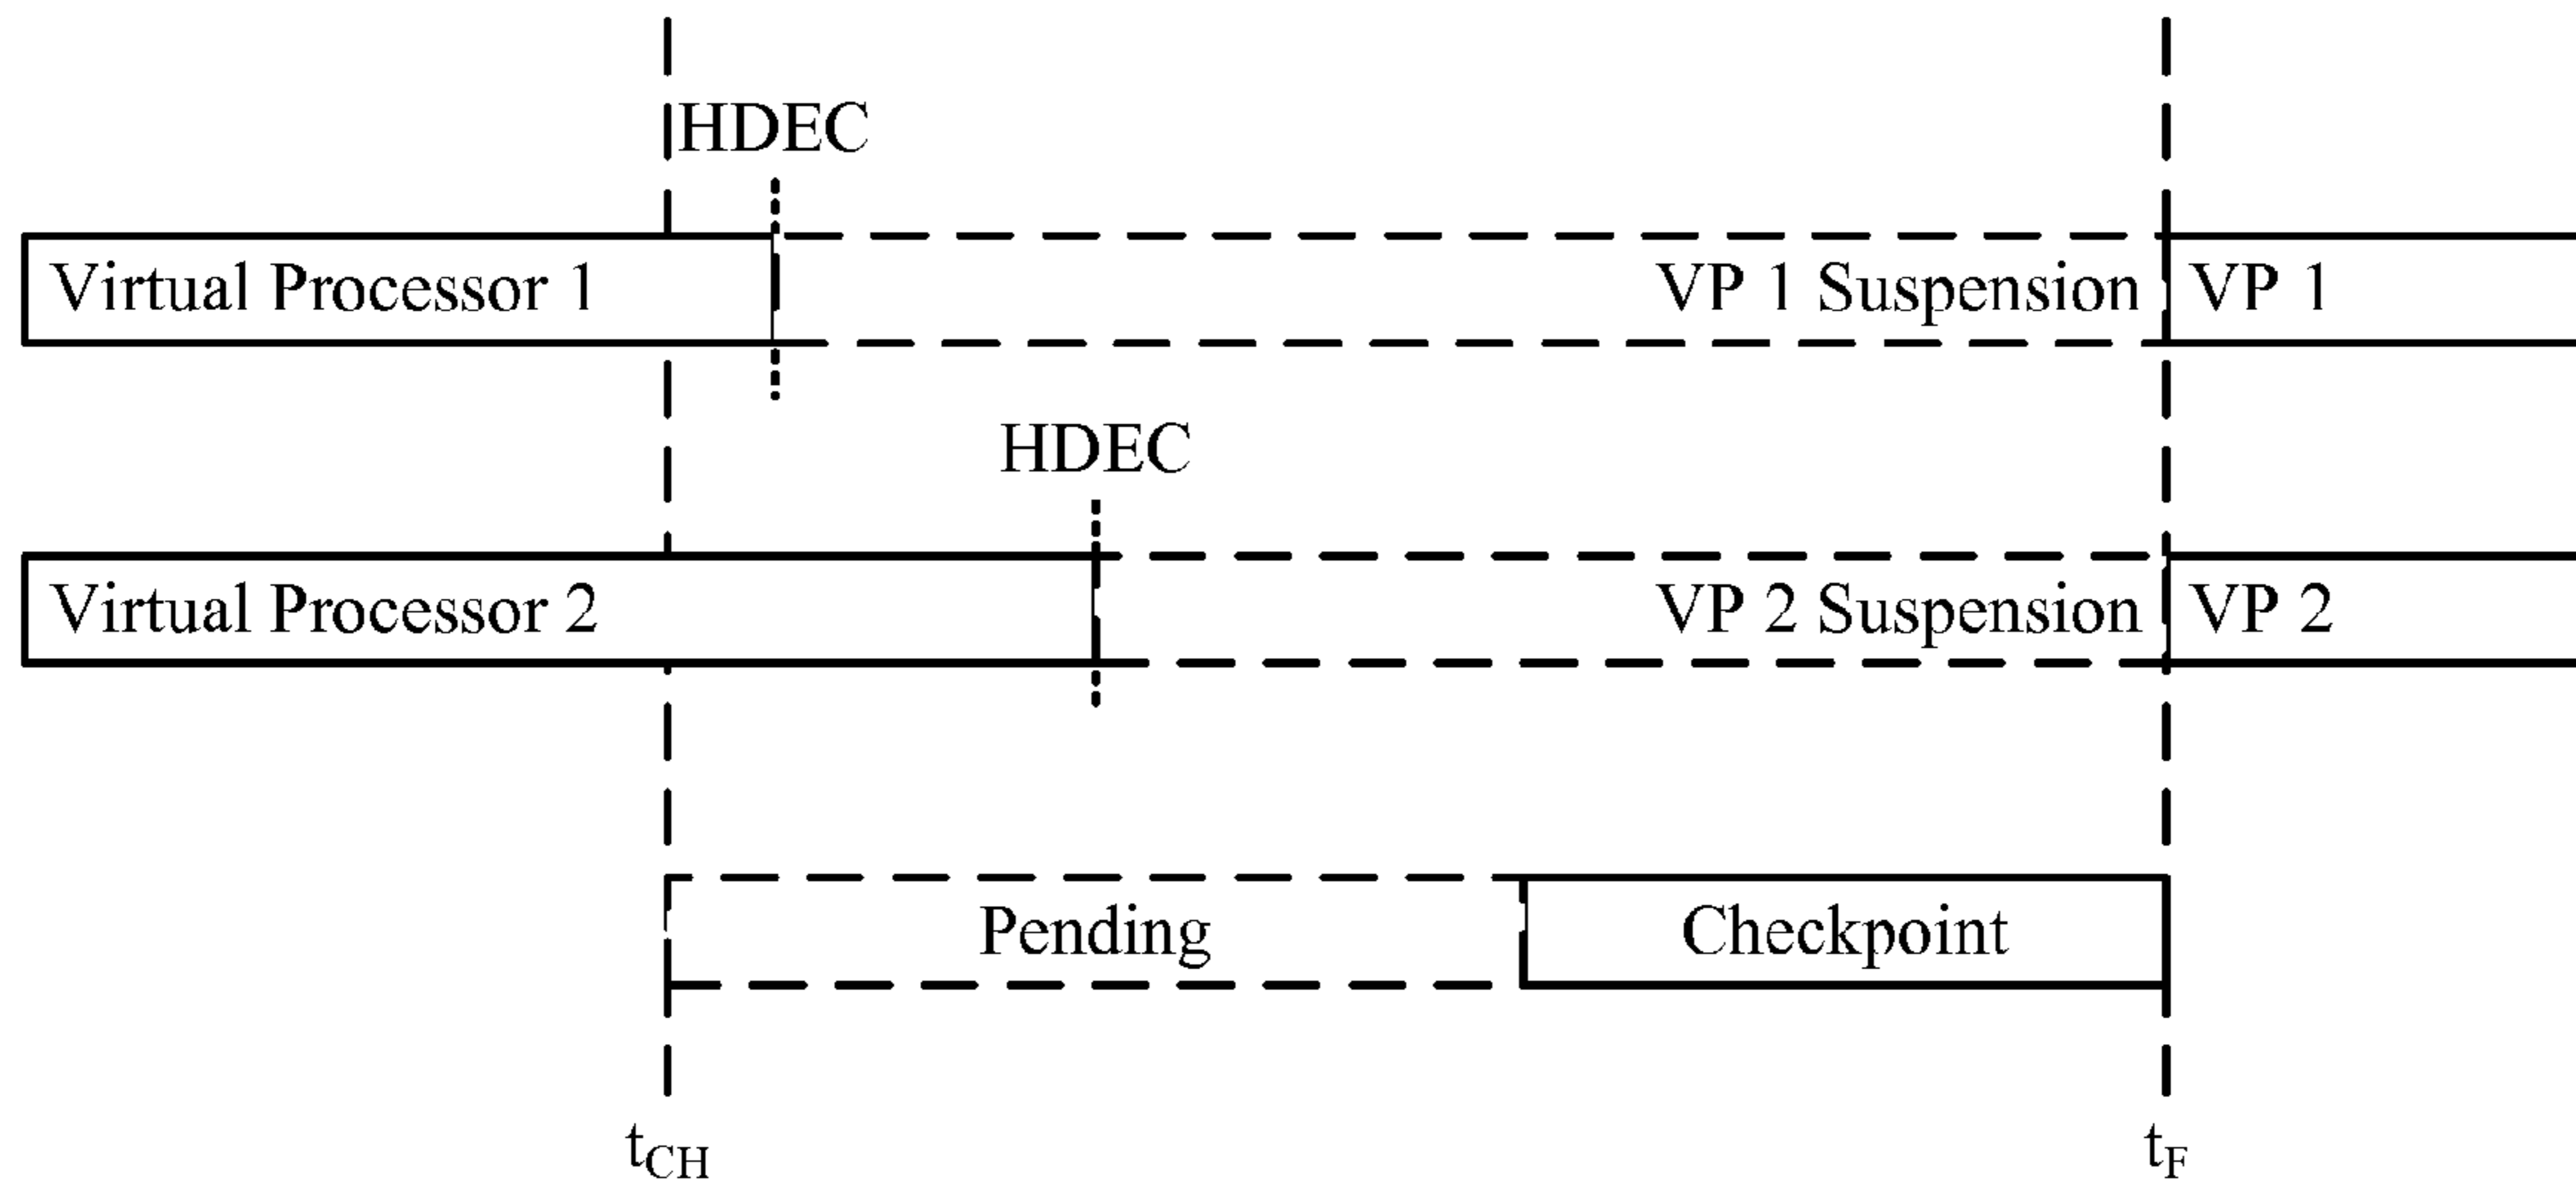 HDEC
Virtual Processor 1 VP 1 Suspension VP 1
HDEC
Virtual Processor 2 VP 2 Suspension VP 2
Pending Checkpoint
tCH tF